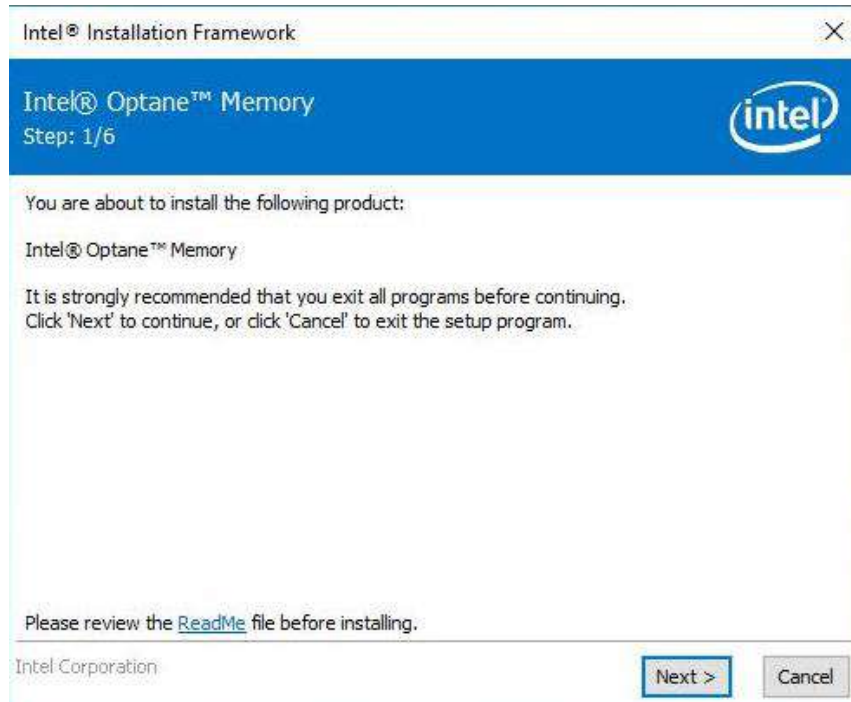 Intel® Installation Framework
Intel® Optane™ Memory
Step: 1/6
intel
You are about to install the following product:
Intel® Optane™ Memory
It is strongly recommended that you exit all programs before continuing.
Click 'Next' to continue, or click 'Cancel' to exit the setup program.
Please review the ReadMe file before installing.
Intel Corporation
Next >
Cancel